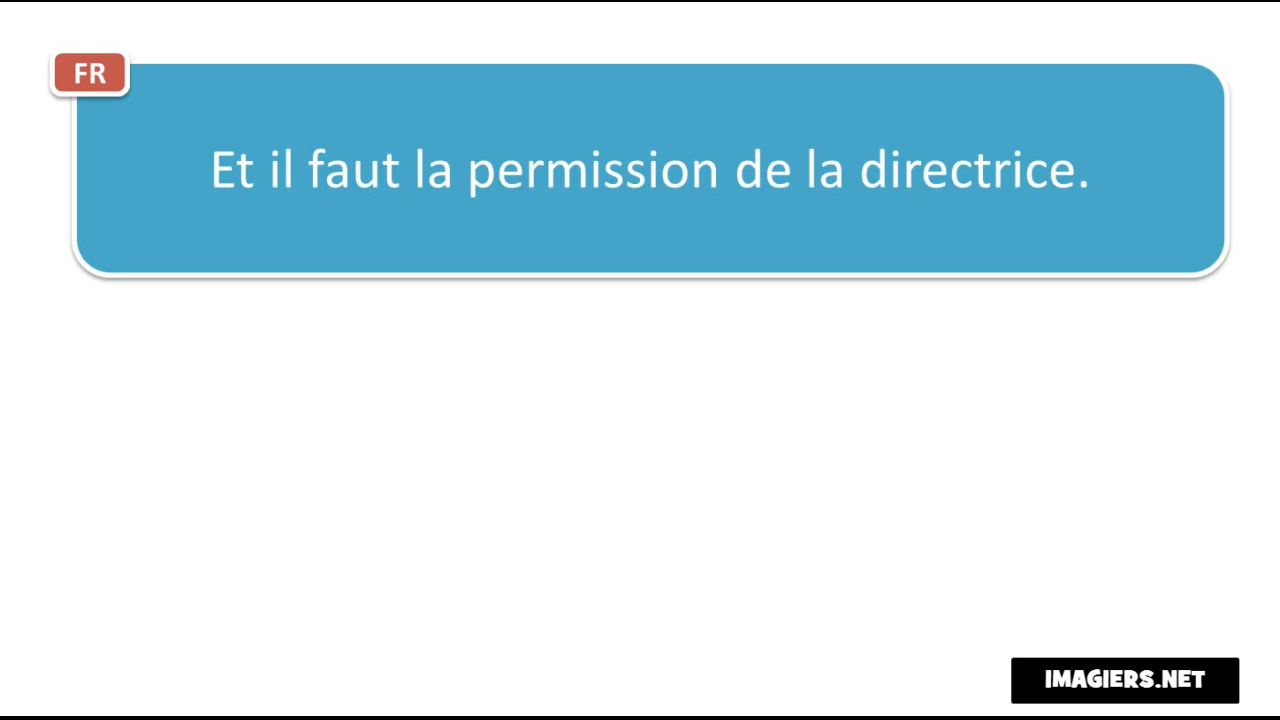 FR
Et il faut la permission de la directrice.
IMAGIERS.NET